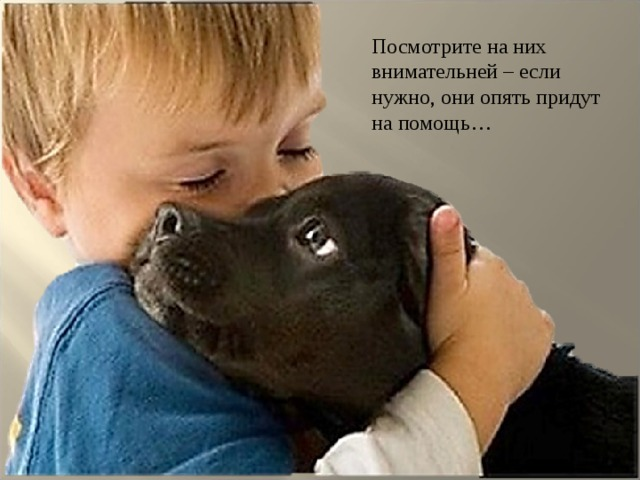 Посмотрите на них
внимательней – если
нужно, они опять придут
на помощь…